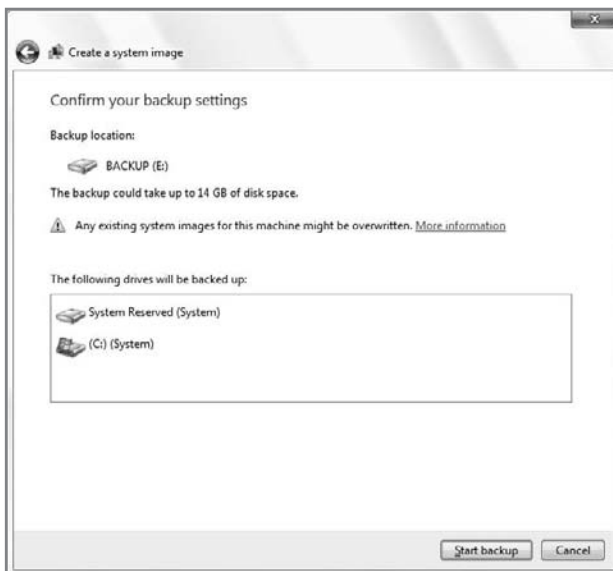 Create a system image
Confirm your backup settings
Backup location:
BACKUP (E:)
The backup could take up to 14 GB of disk space.
Any existing system images for this machine might be overwritten. More information
The following drives will be backed up:
System Reserved (System)
(C:) (System)
Start backup Cancel